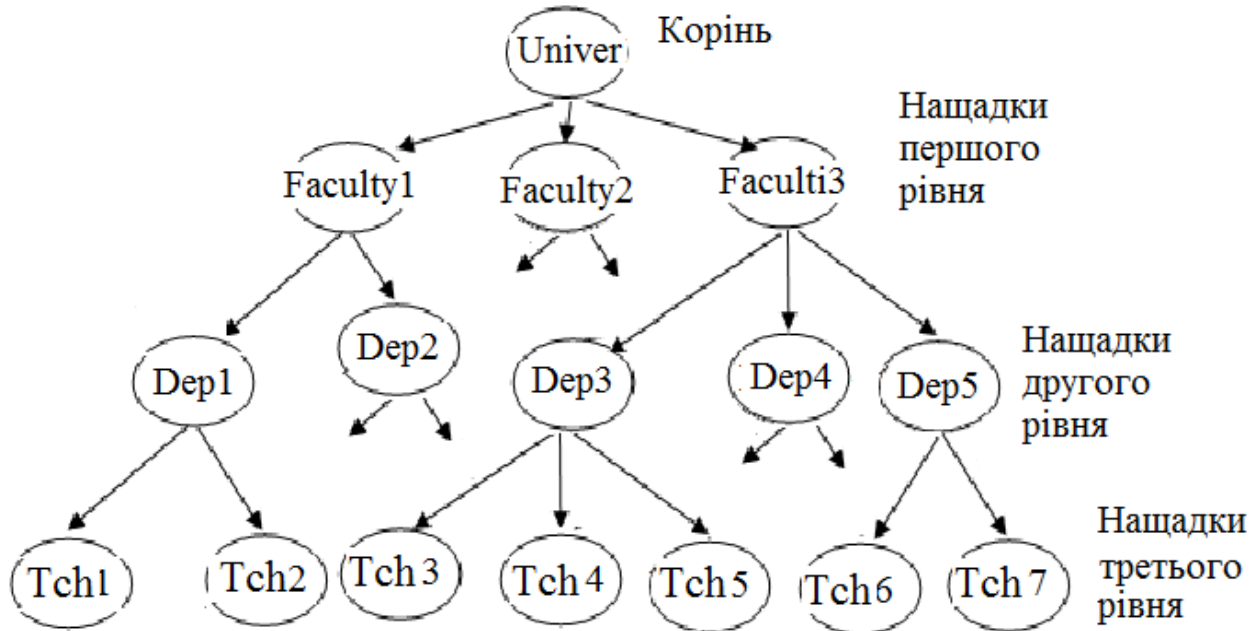 Univer
Корінь
Нащадки
першого
рівня
Faculty1
Faculty2
Faculti3
Dep1
Dep2
Dep3
Dep4
Dep5
Нащадки
другого
рівня
Tch1
Tch2
Tch 3
Tch 4
Tch 5
Tch 6
Tch 7
Нащадки
третього
рівня